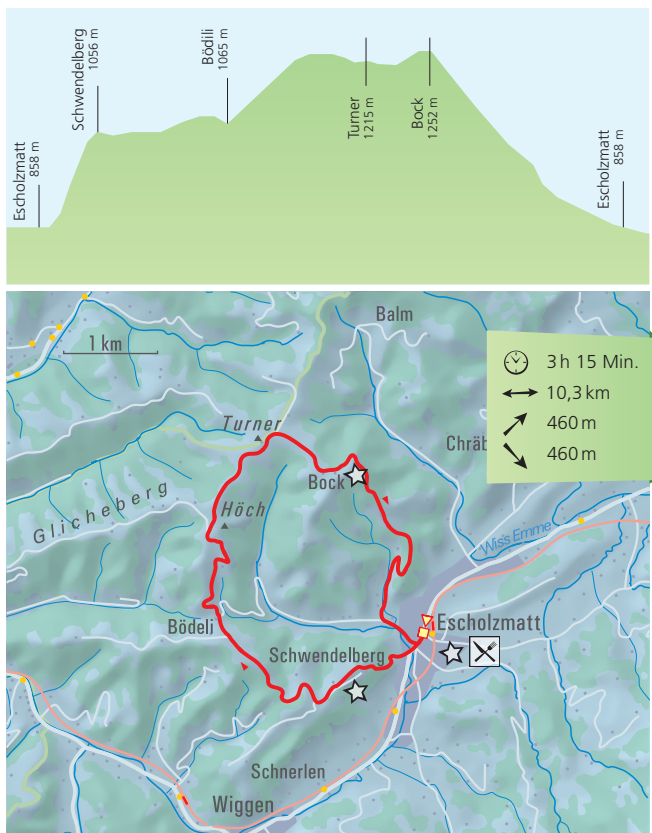 Escholzmatt
858 m
Schwendelberg
1056 m
Bödili
1065 m
Turner
1215 m
Bock
1252 m
Escholzmatt
858 m
1 km
Balm
3 h 15 Min.
10,3 km
460 m
460 m
Turner
Chräb
Bock
Glicheberg
Höch
Wiss Emme
Bödeli
Escholzmatt
Schwendelberg
Schnerlen
Wiggen